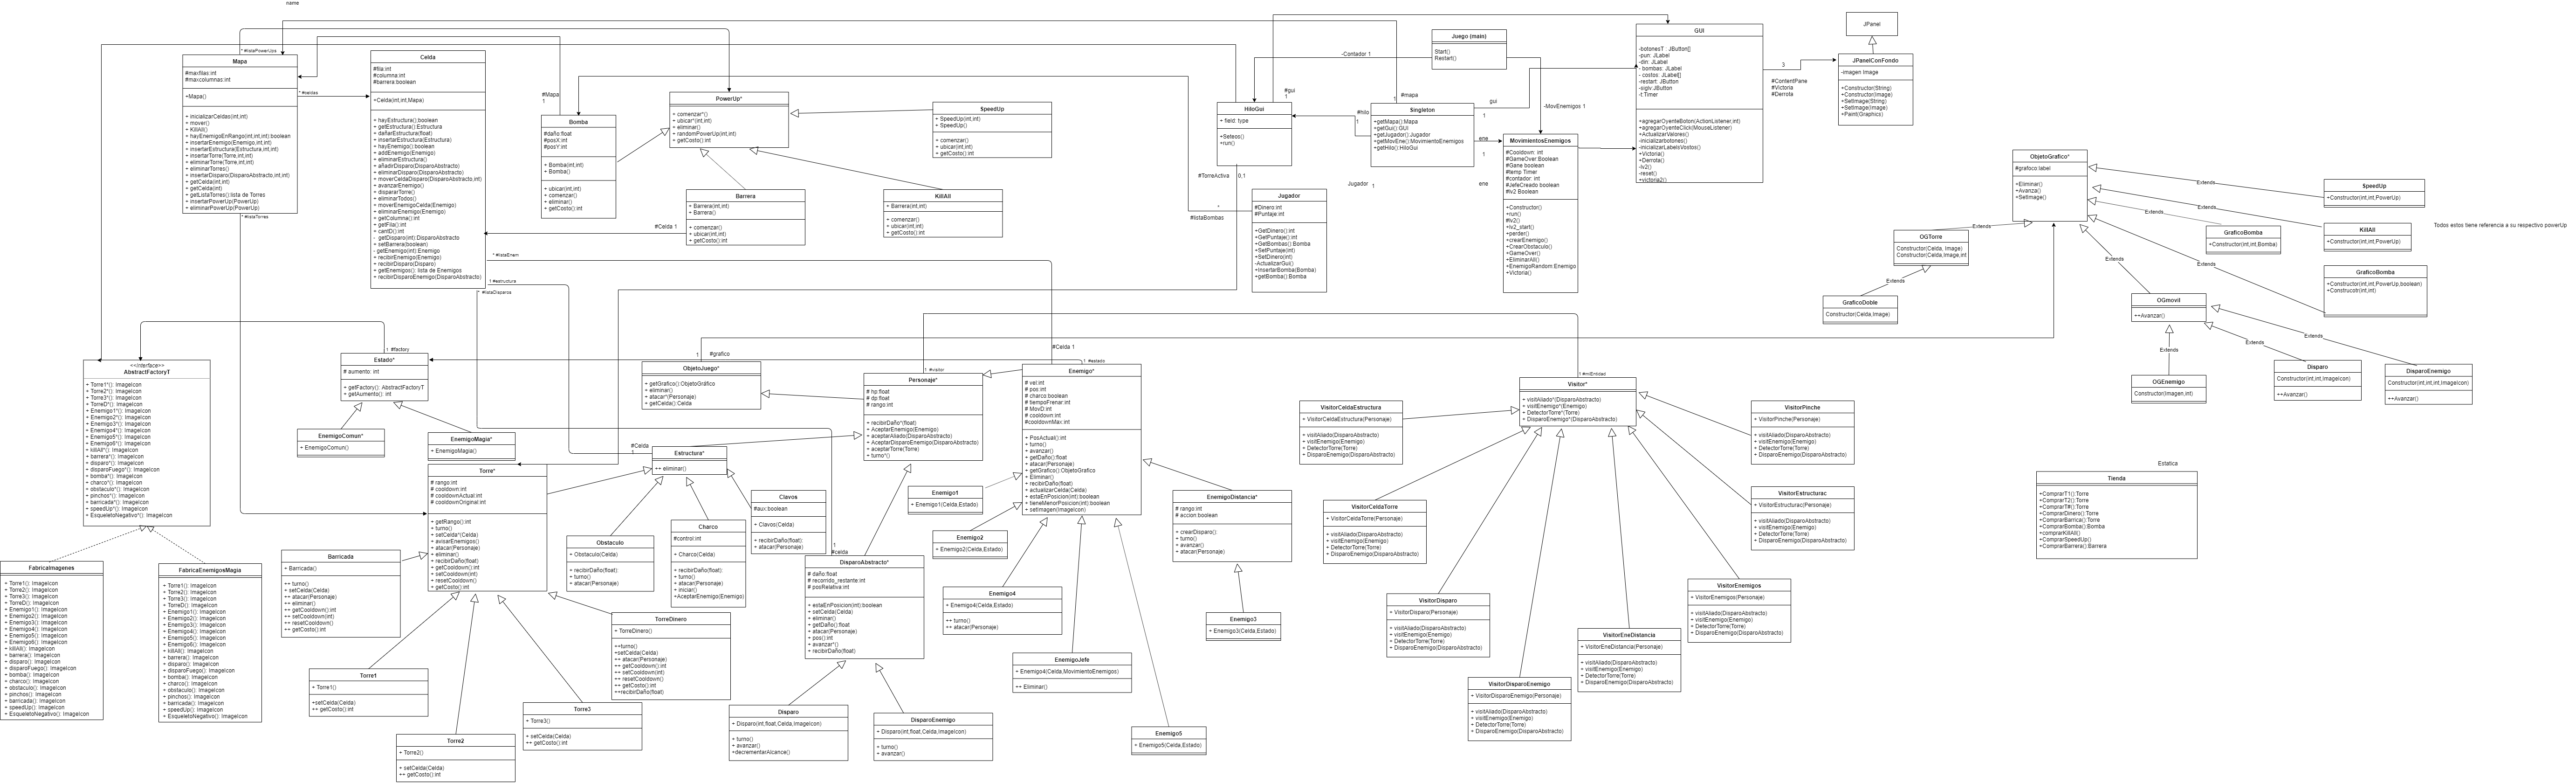 name
* #listaPowerUps
Mapa
#maxfilas:int
#maxcolumnas:int
+Mapa()
+ inicializarCeldas(int,int)
+ mover()
+ KillAll()
+ hayEnemigoEnRango(int,int,int):boolean
+ insertarEnemigo(Enemigo,int,int)
+ insertarEstructura(Estructura,int,int)
+ insertarTorre(Torre,int,int)
+ eliminarTorre(Torre,int,int)
+ eliminarTorres()
+ insertarDisparo(DisparoAbstracto,int,int)
+ getCelda(int,int)
+ getCelda(int)
+ getListaTorres():lista de Torres
+ insertarPowerUp(PowerUp)
+ eliminarPowerUp(PowerUp)
* #listaTorres
* #celdas
Celda
#fila:int
#columna:int
#barrera:boolean
+Celda(int,int,Mapa)
+ hayEstructura():boolean
+ getEstructura():Estructura
+ dañarEstructura(float)
+ insertarEstructura(Estructura)
+ hayEnemigo():boolean
+ addEnemigo(Enemigo)
+ eliminarEstructura()
+ añadirDisparo(DisparoAbstracto)
+ eliminarDisparo(DisparoAbstracto)
+ moverCeldaDisparo(DisparoAbstracto,int)
+ avanzarEnemigo()
+ dispararTorre()
+ eliminarTodos()
+ moverEnemigoCelda(Enemigo)
+ eliminarEnemigo(Enemigo)
+ getColumna():int
+ getFila():int
+ cantD():int
- getDisparo(int):DisparoAbstracto
+ setBarrera(boolean)
- getEnemigo(int):Enemigo
+ recibirEnemigo(Enemigo)
+ recibirDisparo(Disparo)
+ getEnemigos(): lista de Enemigos
+ recibirDisparoEnemigo(DisparoAbstracto)
* #listaEnem
1 #estructura
* #listaDisparos
#Mapa
1
Bomba
#daño:float
#posX:int
#posY:int
+ Bomba(int,int)
+ Bomba()
+ ubicar(int,int)
+ comenzar()
+ eliminar()
+ getCosto():int
PowerUp*
+ comenzar*()
+ ubicar*(int,int)
+ eliminar()
+ randomPowerUp(int,int)
+ getCosto():int
SpeedUp
+ SpeedUp(int,int)
+ SpeedUp()
+ comenzar()
+ ubicar(int,int)
+ getCosto():int
#Celda 1
Barrera
+ Barrera(int,int)
+ Barrera()
+ comenzar()
+ ubicar(int,int)
+ getCosto():int
KillAll
+ Barrera(int,int)
+ comenzar()
+ ubicar(int,int)
+ getCosto():int
HiloGui
+ field: type
+Seteos()
+run()
#gui
1
#TorreActiva
0,1
*
#listaBombas
Jugador
#Dinero:int
#Puntaje:int
+GetDinero():int
+GetPuntaje():int
+GetBombas():Bomba
+SetPuntaje(int)
+SetDinero(int)
-ActualizarGui()
+InsertarBomba(Bomba)
+getBomba():Bomba
-Contador 1
#mapa
1
#hilo
1
Singleton
+getMapa():Mapa
+getGui():GUI
+getJugador():Jugador
+getMovEne():MovimientoEnemigos
+getHilo():HiloGui
Jugador
1
ene
gui
1
ene
1
Juego (main)
Start()
Restart()
-MovEnemigos 1
MovimientosEnemigos
#Cooldown: int
#GameOver:Boolean
#Gane:boolean
#temp Timer
#contador: int
#JefeCreado:boolean
#lv2 Boolean
+Constructor()
+run()
#lv2()
+lv2_start()
+perder()
+crearEnemigo()
+CrearObstaculo()
+GameOver()
+EliminarAll()
+EnemigoRandom:Enemigo
+Victoria()
GUI
-botonesT : JButton[]
-pun: JLabel
-din: JLabel
- bombas: JLabel
- costos: JLabel[]
-restart: JButton
-siglv:JButton
-t:Timer
+agregarOyenteBoton(ActionListener,int)
+agregarOyenteClick(MouseListener)
+ActualizarValores()
-inicializarbotones()
-inicializarLabelsVostos()
+Victoria()
+Derrota()
-lv2()
-reset()
+victoria2()
3
#ContentPane
#Victoria
#Derrota
JPanel
JPanelConFondo
-imagen:Image
+Constructor(String)
+Constructor(Image)
+SetImage(String)
+SetImage(Image)
+Paint(Graphics)
ObjetoGrafico*
#grafoco:label
+Eliminar()
+Avanza()
+SetImage()
Extends
SpeedUp
+Constructor(int,int,PowerUp)
Extends
KillAll
+Constructor(int,int,PowerUp)
Extends
GraficoBomba
+Constructor(int,int,Bomba)
Todos estos tiene referencia a su respectivo powerUp
Extends
GraficoBomba
+Constructor(int,int,PowerUp,boolean)
+Construcotr(int,int)
Extends
OGTorre
Constructor(Celda, Image)
Constructor(Celda,Image,int
Extends
GraficoDoble
Constructor(Celda,Image)
Extends
OGmovil
++Avanzar()
Extends
OGEnemigo
Constructor(Imagen,int)
Extends
Disparo
Constructor(int,int,ImageIcon)
++Avanzar()
Extends
DisparoEnemigo
Constructor(int,int,int,ImageIcon)
++Avanzar()
<<Interface>>
AbstractFactoryT
+ Torre1*(): ImageIcon
+ Torre2*(): ImageIcon
+ Torre3*(): ImageIcon
+ TorreD*(): ImageIcon
+ Enemigo1*(): ImageIcon
+ Enemigo2*(): ImageIcon
+ Enemigo3*(): ImageIcon
+ Enemigo4*(): ImageIcon
+ Enemigo5*(): ImageIcon
+ Enemigo6*(): ImageIcon
+ killAll*(): ImageIcon
+ barrera*(): ImageIcon
+ disparo*(): ImageIcon
+ disparoFuego*(): ImageIcon
+ bomba*(): ImageIcon
+ charco*(): ImageIcon
+ obstaculo*(): ImageIcon
+ pinchos*(): ImageIcon
+ barricada*(): ImageIcon
+ speedUp*(): ImageIcon
+ EsqueletoNegativo*(): ImageIcon
FabricaImagenes
+ Torre1(): ImageIcon
+ Torre2(): ImageIcon
+ Torre3(): ImageIcon
+ TorreD(): ImageIcon
+ Enemigo1(): ImageIcon
+ Enemigo2(): ImageIcon
+ Enemigo3(): ImageIcon
+ Enemigo4(): ImageIcon
+ Enemigo5(): ImageIcon
+ Enemigo6(): ImageIcon
+ killAll(): ImageIcon
+ barrera(): ImageIcon
+ disparo(): ImageIcon
+ disparoFuego(): ImageIcon
+ bomba(): ImageIcon
+ charco(): ImageIcon
+ obstaculo(): ImageIcon
+ pinchos(): ImageIcon
+ barricada(): ImageIcon
+ speedUp(): ImageIcon
+ EsqueletoNegativo(): ImageIcon
FabricaEnemigosMagia
+ Torre1(): ImageIcon
+ Torre2(): ImageIcon
+ Torre3(): ImageIcon
+ TorreD(): ImageIcon
+ Enemigo1(): ImageIcon
+ Enemigo2(): ImageIcon
+ Enemigo3(): ImageIcon
+ Enemigo4(): ImageIcon
+ Enemigo5(): ImageIcon
+ Enemigo6(): ImageIcon
+ killAll(): ImageIcon
+ barrera(): ImageIcon
+ disparo(): ImageIcon
+ disparoFuego(): ImageIcon
+ bomba(): ImageIcon
+ charco(): ImageIcon
+ obstaculo(): ImageIcon
+ pinchos(): ImageIcon
+ barricada(): ImageIcon
+ speedUp(): ImageIcon
+ EsqueletoNegativo(): ImageIcon
1 #factory
Estado*
# aumento: int
+ getFactory(): AbstractFactoryT
+ getAumento(): int
EnemigoComun*
+ EnemigoComun()
EnemigoMagia*
+ EnemigoMagia()
Torre*
# rango:int
# cooldown:int
# cooldownActual:int
# cooldownOriginal:int
+ getRango():int
+ turno()
+ setCelda*(Celda)
+ avisarEnemigos()
+ atacar(Personaje)
+ eliminar()
+ recibirDaño(float)
+ getCooldown():int
+ setCooldown(int)
+ resetCooldown()
+ getCosto():int
Barricada
+ Barricada()
++ turno()
+ setCelda(Celda)
++ atacar(Personaje)
++ eliminar()
++ getCooldown():int
++ setCooldown(int)
++ resetCooldown()
++ getCosto():int
Torre1
+ Torre1()
+setCelda(Celda)
++ getCosto():int
Torre2
+ Torre2()
+ setCelda(Celda)
++ getCosto():int
Torre3
+ Torre3()
+ setCelda(Celda)
++ getCosto():int
TorreDinero
+ TorreDinero()
++turno()
+setCelda(Celda)
++ atacar(Personaje)
++ getCooldown():int
++ setCooldown(int)
++ resetCooldown()
++ getCosto():int
++recibirDaño(float)
1
#grafico
ObjetoJuego*
+ getGrafico():ObjetoGráfico
+ eliminar()
+ atacar*(Personaje)
+ getCelda():Celda
#Celda
1
Estructura*
++ eliminar()
Obstaculo
+ Obstaculo(Celda)
+ recibirDaño(float):
+ turno()
+ atacar(Personaje)
Charco
#control:int
+ Charco(Celda)
+ recibirDaño(float):
+ turno()
+ atacar(Personaje)
+ iniciar()
+AceptarEnemigo(Enemigo)
Clavos
#aux:boolean
+ Clavos(Celda)
+ recibirDaño(float):
+ atacar(Personaje)
1 #visitor
Personaje*
# hp:float
# dp:float
# rango:int
+ recibirDaño*(float)
+ AceptarEnemigo(Enemigo)
+ aceptarAliado(DisparoAbstracto)
+ AceptarDisparoEnemigo(DisparoAbstracto)
+ aceptarTorre(Torre)
+ turno*()
1
#celda
DisparoAbstracto*
# daño:float
# recorrido_restante:int
# posRelativa:int
+ estaEnPosicion(int):boolean
+ setCelda(Celda)
+ eliminar()
+ getDaño():float
+ atacar(Personaje)
+ pos():int
+ avanzar*()
+ recibirDaño(float)
Disparo
+ Disparo(int,float,Celda,ImageIcon)
+ turno()
+ avanzar()
+decrementarAlcance()
DisparoEnemigo
+ Disparo(int,float,Celda,ImageIcon)
+ turno()
+ avanzar()
#Celda 1
1. #estado
Enemigo*
# vel:int
# pos:int
# charco:boolean
# tiempoFrenar:int
# MovD:int
# cooldown:int
#cooldownMax:int
+ PosActual():int
+ turno()
+ avanzar()
+ getDaño():float
+ atacar(Personaje)
+ getGrafico():ObjetoGrafico
+ Eliminar()
+ recibirDaño(float)
+ actualizarCelda(Celda)
+ estaEnPosicion(int):boolean
+ tieneMenorPosicion(int):boolean
+ setImagen(ImageIcon)
Enemigo1
+ Enemigo1(Celda,Estado)
Enemigo2
+ Enemigo2(Celda,Estado)
Enemigo4
+ Enemigo4(Celda,Estado)
++ turno()
++ atacar(Personaje)
EnemigoJefe
+ Enemigo4(Celda,MovimientoEnemigos)
++ Eliminar()
Enemigo5
+ Enemigo5(Celda,Estado)
EnemigoDistancia*
# rango:int
# accion:boolean
+ crearDisparo()
+ turno()
+ avanzar()
+ atacar(Personaje)
Enemigo3
+ Enemigo3(Celda,Estado)
1 #miEntidad
Visitor*
+ visitAliado*(DisparoAbstracto)
+ visitEnemigo*(Enemigo)
+ DetectorTorre*(Torre)
+ DisparoEnemigo*(DisparoAbstracto)
VisitorCeldaEstructura
+ VisitorCeldaEstructura(Personaje)
+ visitAliado(DisparoAbstracto)
+ visitEnemigo(Enemigo)
+ DetectorTorre(Torre)
+ DisparoEnemigo(DisparoAbstracto)
VisitorCeldaTorre
+ VisitorCeldaTorre(Personaje)
+ visitAliado(DisparoAbstracto)
+ visitEnemigo(Enemigo)
+ DetectorTorre(Torre)
+ DisparoEnemigo(DisparoAbstracto)
VisitorDisparo
+ VisitorDisparo(Personaje)
+ visitAliado(DisparoAbstracto)
+ visitEnemigo(Enemigo)
+ DetectorTorre(Torre)
+ DisparoEnemigo(DisparoAbstracto)
VisitorDisparoEnemigo
+ VisitorDisparoEnemigo(Personaje)
+ visitAliado(DisparoAbstracto)
+ visitEnemigo(Enemigo)
+ DetectorTorre(Torre)
+ DisparoEnemigo(DisparoAbstracto)
VisitorEneDistancia
+ VisitorEneDistancia(Personaje)
+ visitAliado(DisparoAbstracto)
+ visitEnemigo(Enemigo)
+ DetectorTorre(Torre)
+ DisparoEnemigo(DisparoAbstracto)
VisitorEnemigos
+ VisitorEnemigos(Personaje)
+ visitAliado(DisparoAbstracto)
+ visitEnemigo(Enemigo)
+ DetectorTorre(Torre)
+ DisparoEnemigo(DisparoAbstracto)
VisitorEstructurac
+ VisitorEstructurac(Personaje)
+ visitAliado(DisparoAbstracto)
+ visitEnemigo(Enemigo)
+ DetectorTorre(Torre)
+ DisparoEnemigo(DisparoAbstracto)
VisitorPinche
+ VisitorPinche(Personaje)
+ visitAliado(DisparoAbstracto)
+ visitEnemigo(Enemigo)
+ DetectorTorre(Torre)
+ DisparoEnemigo(DisparoAbstracto)
Estatica
Tienda
+ComprarT1():Torre
+ComprarT2():Torre
+ComprarT#():Torre
+ComprarDinero():Torre
+ComprarBarrica():Torre
+ComprarBomba():Bomba
+comprarKillAll()
+ComprarSpeedUp()
+ComprarBarrera():Barrera